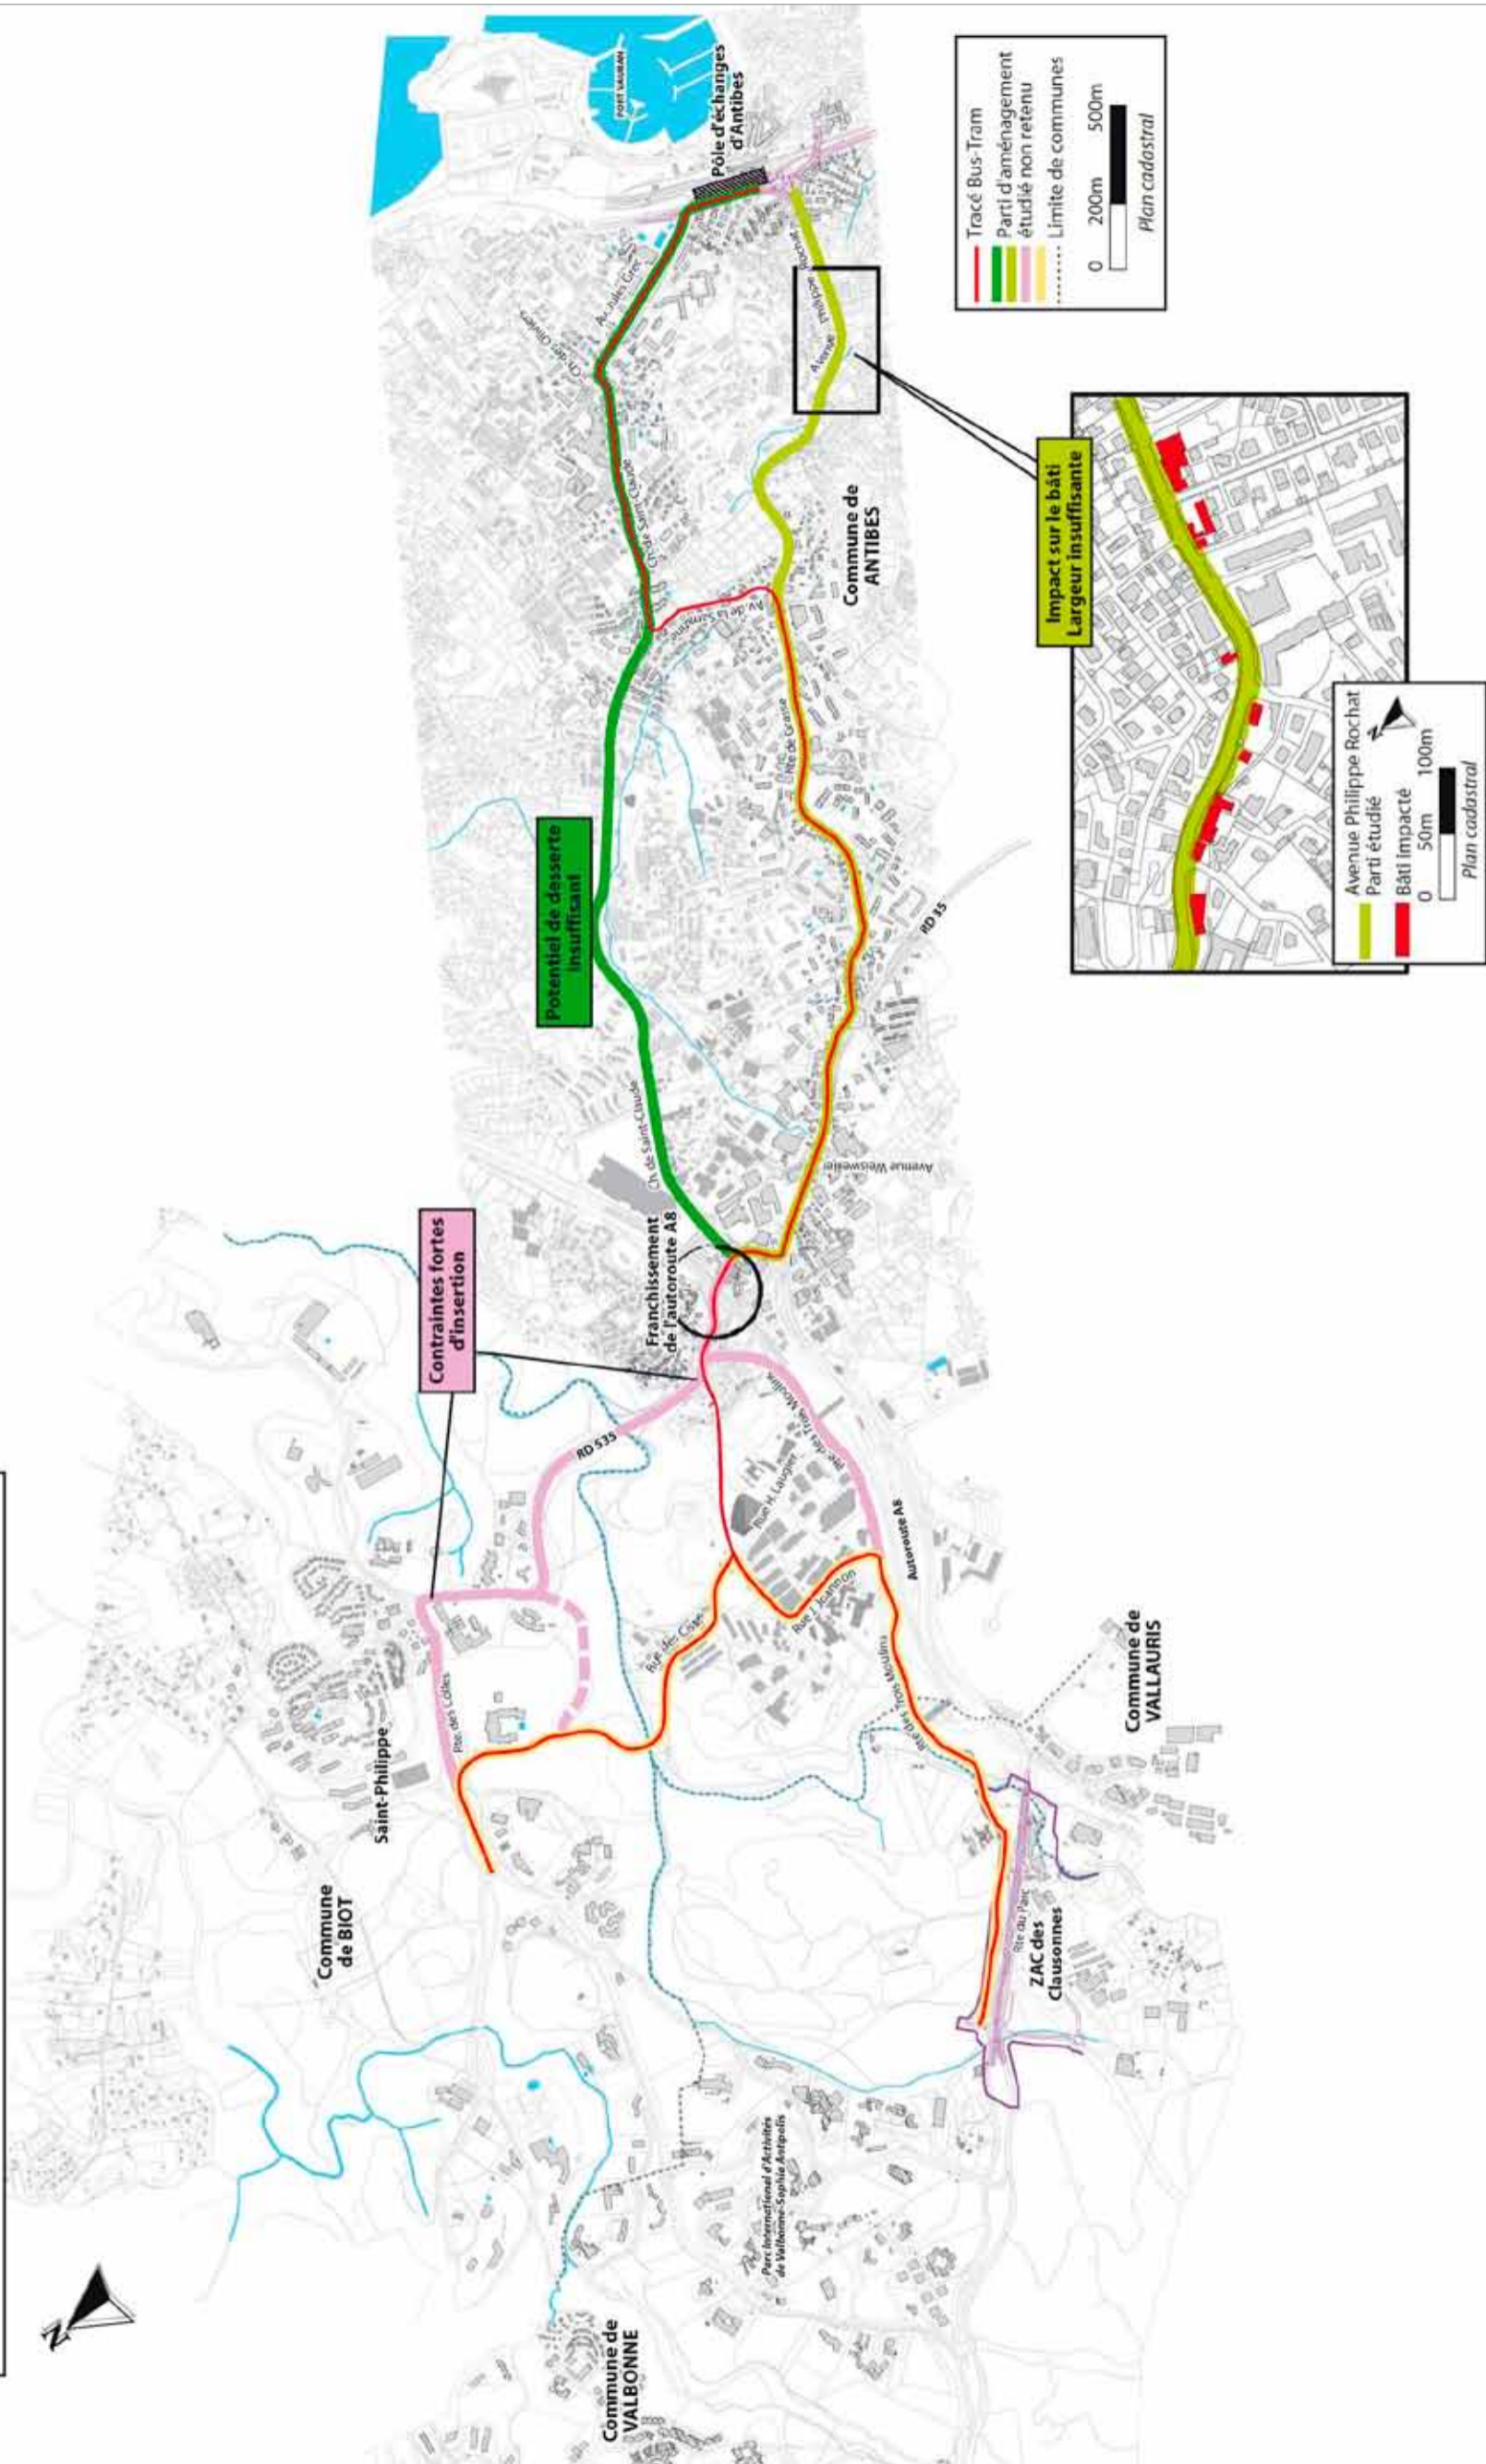 N
Commune de
VALBONNE
Commune
de BIOT
Saint-Philippe
Rte des Colles
Contraintes fortes
d'insertion
RD 535
Rue des Cistes
Rue H. Laugier
Rue J. Joannon
Rte. des Trois Moulins
Rte des Trois Moulins
Autoroute A8
Parc International d'Activités
de Valbonne-Sophia Antipolis
Rte du Parc
ZAC des
Clausonnes
Commune de
VALLAURIS
Franchissement
de l'autoroute A8
Ch. de Saint-Claude
Potentiel de desserte
insuffisant
Avenue Weisweiller
RD 35
Rte de Grasse
Av. de la Sarrazine
Ch. de Saint-Claude
Ch. des Oliviers
Av. Jules Grec
Commune de
ANTIBES
Avenue Philippe Rochat
PORT VAUBAN
Pôle d'échanges
d'Antibes
Impact sur le bâti
Largeur insuffisante
Avenue Philippe Rochat
Parti étudié
Bâti impacté
N
0 50m 100m
Plan cadastral
Tracé Bus-Tram
Parti d'aménagement
étudié non retenu
Limite de communes
0 200m 500m
Plan cadastral